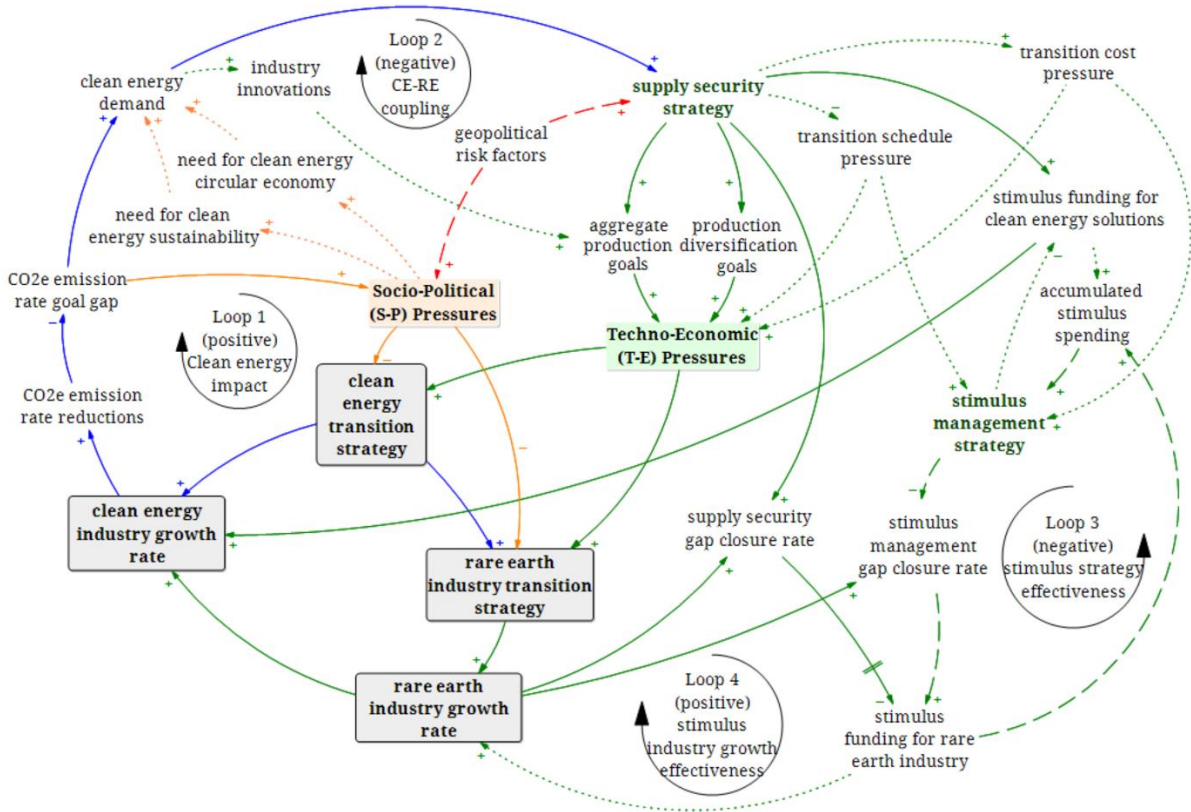 Loop 2
(negative)
CE-RE
coupling
clean energy
demand
industry
innovations
supply security
strategy
transition cost
pressure
geopolitical
risk factors
transition schedule
pressure
need for clean energy
circular economy
need for clean
energy sustainability
stimulus funding for
clean energy solutions
aggregate
production
goals
production
diversification
goals
CO2e emission
rate goal gap
Socio-Political
(S-P) Pressures
accumulated
stimulus
spending
Loop 1
(positive)
Clean energy
impact
Techno-Economic
(T-E) Pressures
CO2e emission
rate reductions
clean
energy
transition
strategy
stimulus
management
strategy
clean energy
industry growth
rate
supply security
gap closure rate
stimulus
management
gap closure rate
Loop 3
(negative)
stimulus strategy
effectiveness
rare earth
industry transition
strategy
rare earth
industry growth
rate
Loop 4
(positive)
stimulus
industry growth
effectiveness
stimulus
funding for rare
earth industry